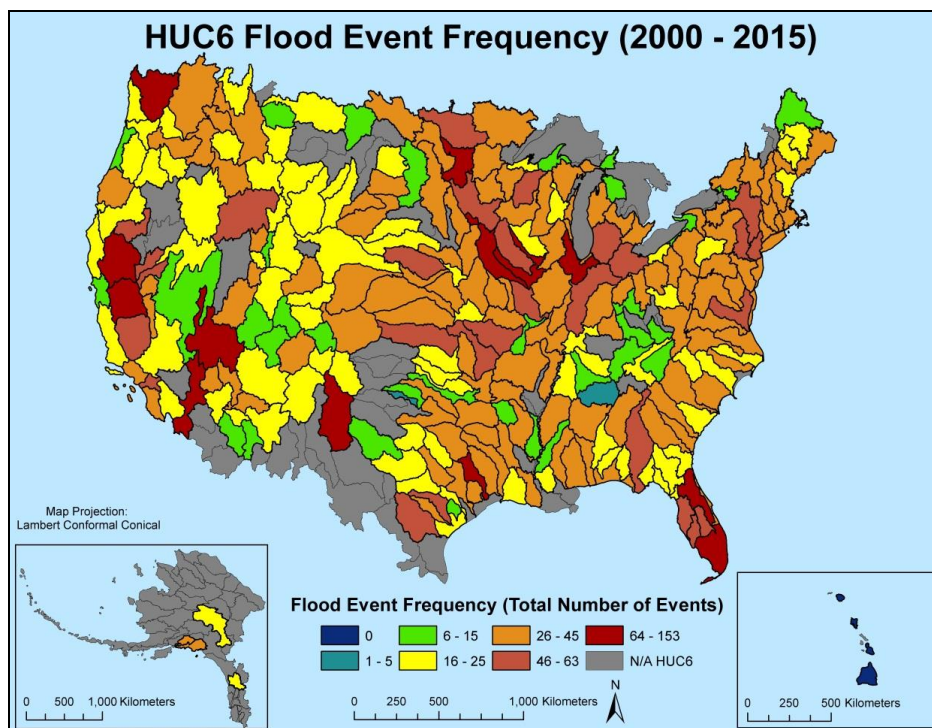 HUC6 Flood Event Frequency (2000 - 2015)
Map Projection:
Lambert Conformal Conical
0 500 1,000 Kilometers
Flood Event Frequency (Total Number of Events)
0 6 - 15 26 - 45 64 - 153
1 - 5 16 - 25 46 - 63 N/A HUC6
0 500 1,000 Kilometers
N
0 250 500 Kilometers